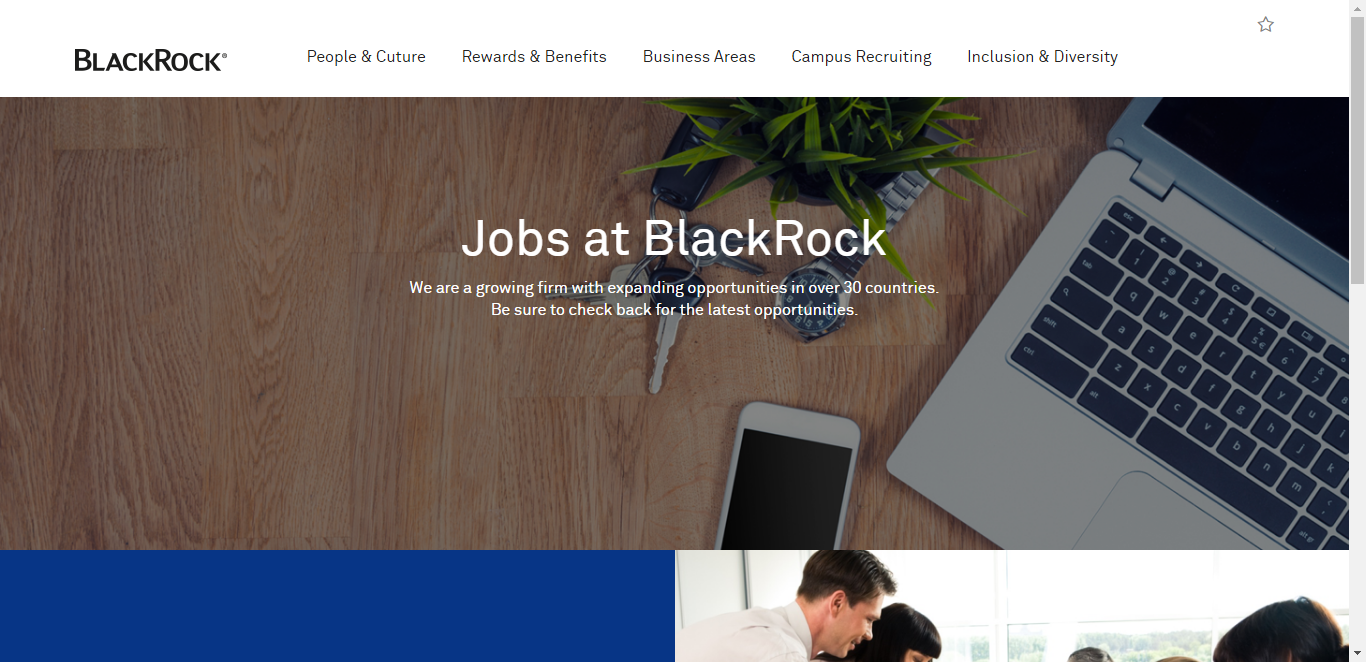 BLACKROCK®
People & Cuture
Rewards & Benefits
Business Areas
Campus Recruiting
Inclusion & Diversity
Jobs at BlackRock
We are a growing firm with expanding opportunities in over 30 countries.
Be sure to check back for the latest opportunities.